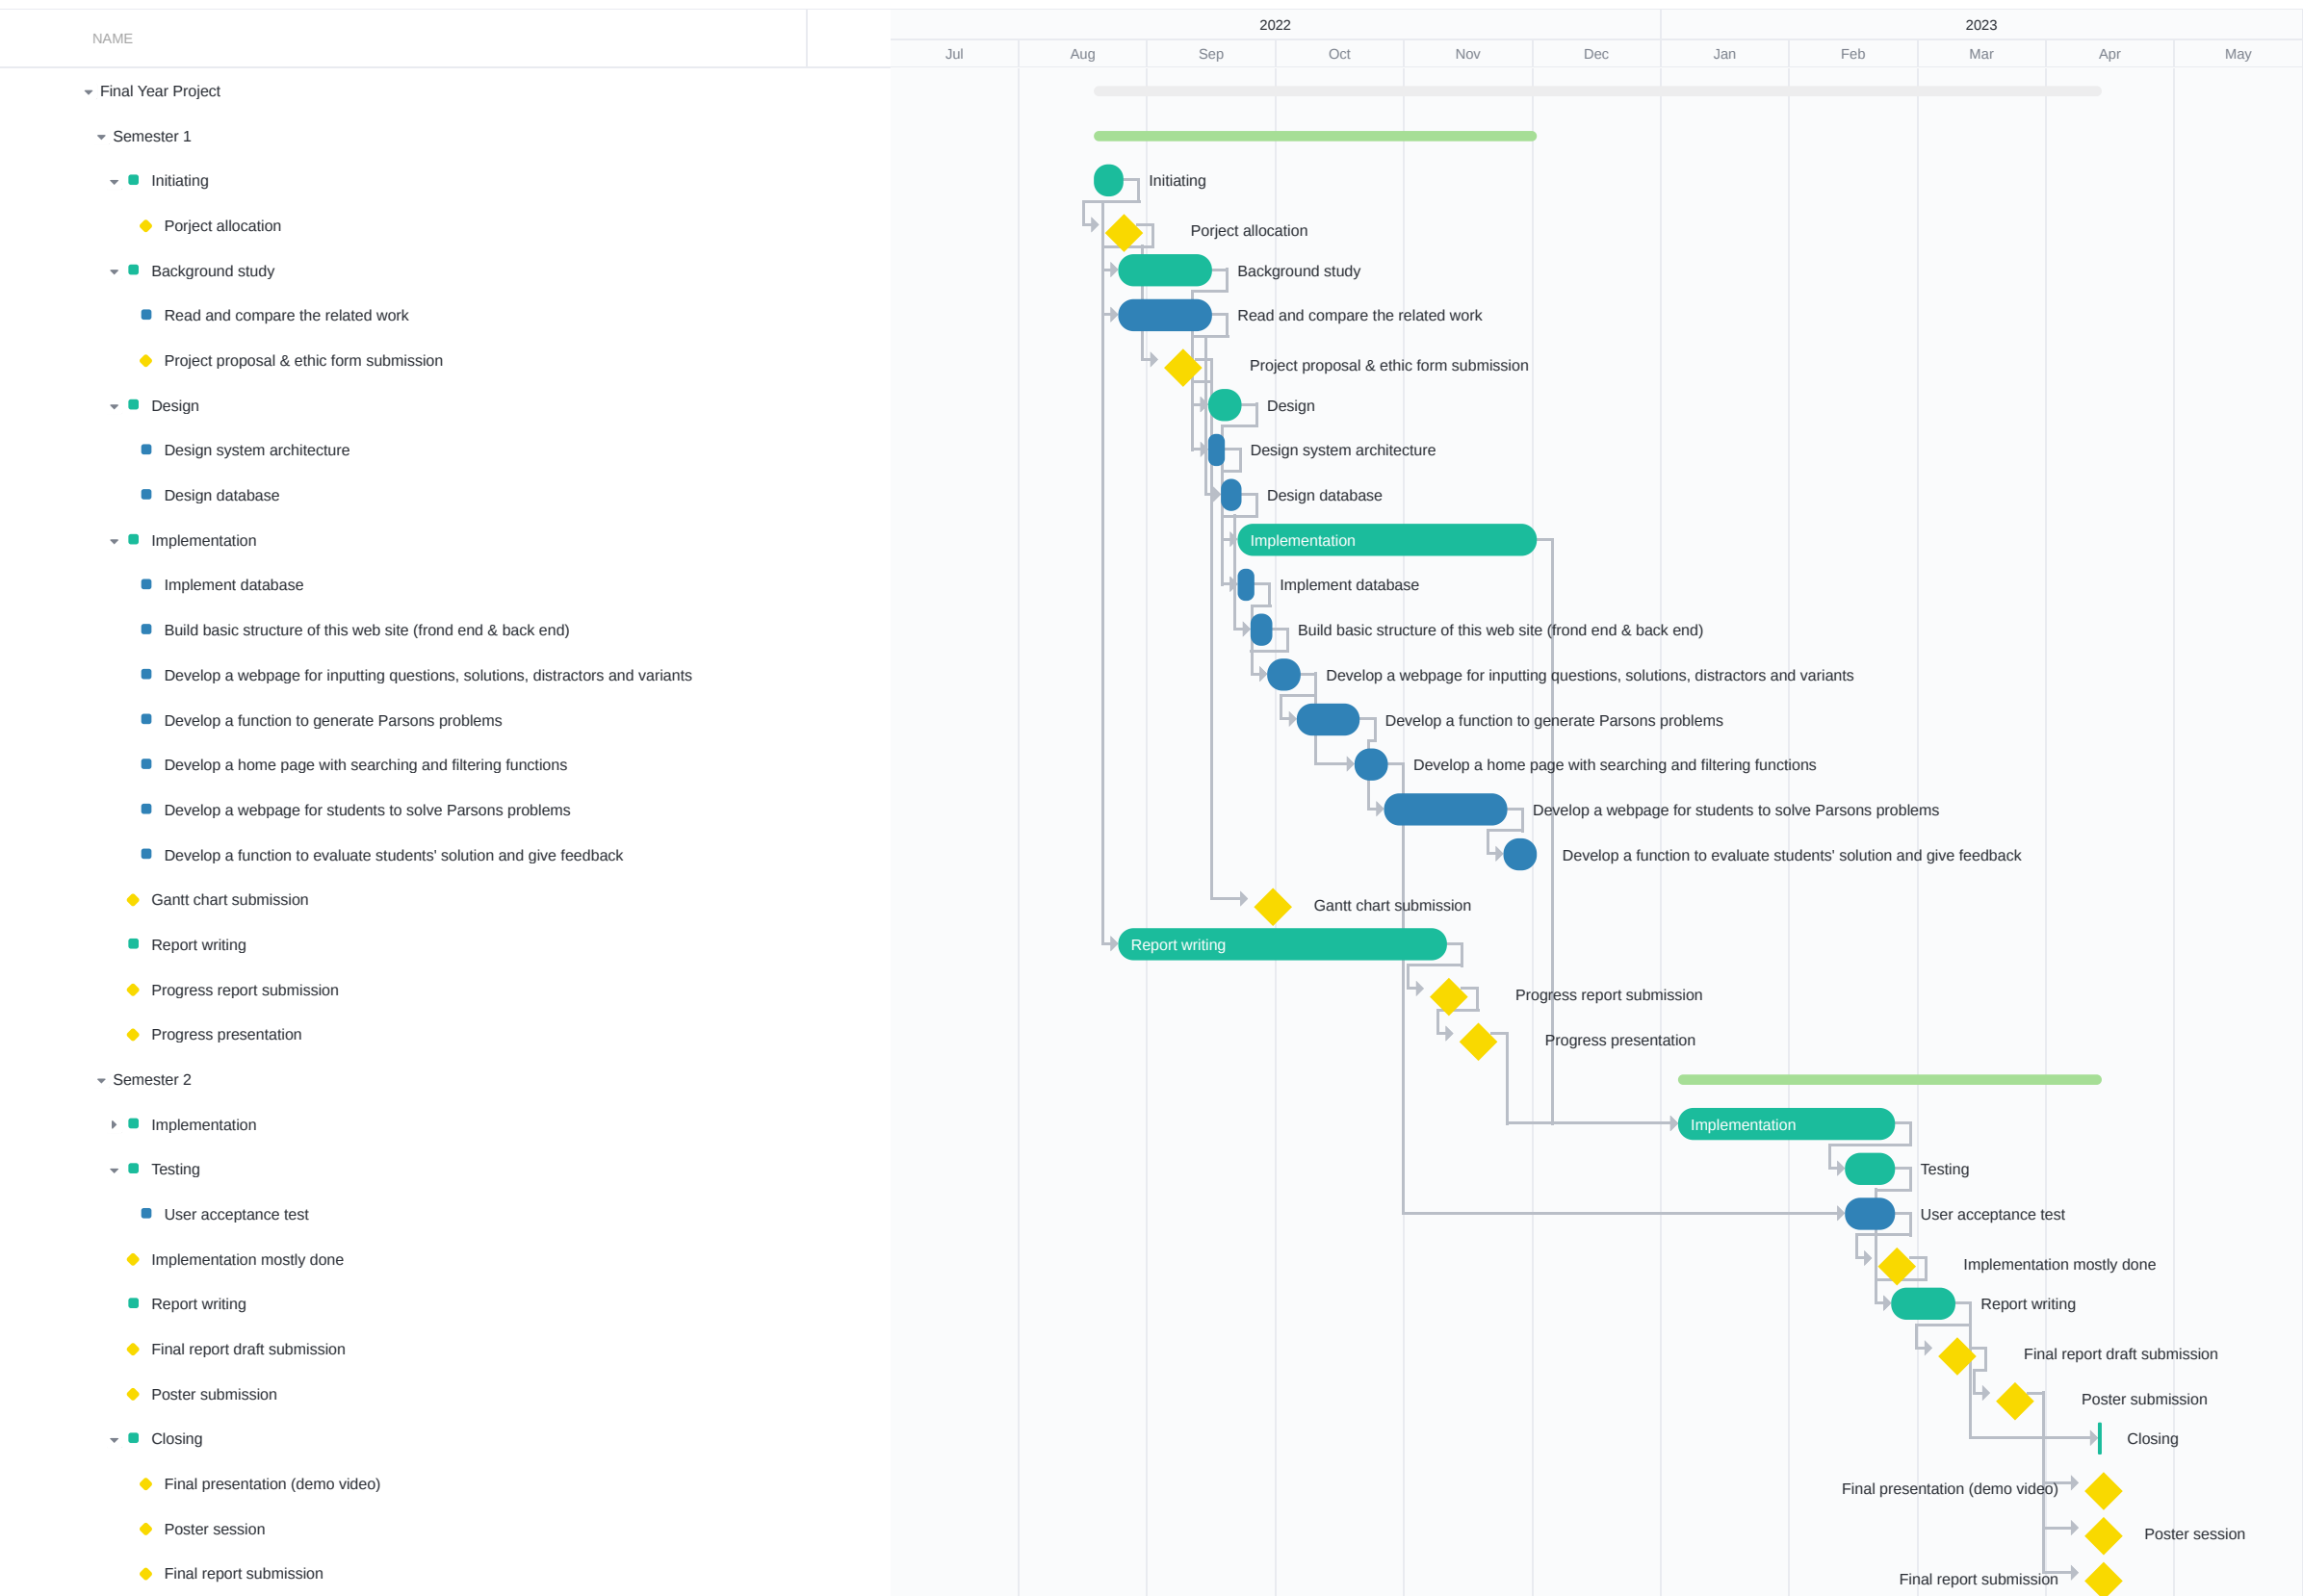 2022
2023
NAME
Jul
Aug
Sep
Oct
Nov
Dec
Jan
Feb
Mar
Apr
May
Final Year Project
Semester 1
Initiating
Initiating
Porject allocation
Porject allocation
Background study
Background study
Read and compare the related work
Read and compare the related work
Project proposal & ethic form submission
Project proposal & ethic form submission
Design
Design
Design system architecture
Design system architecture
Design database
Design database
Implementation
Implementation
Implement database
Implement database
Build basic structure of this web site (frond end & back end)
Build basic structure of this web site (frond end & back end)
Develop a webpage for inputting questions, solutions, distractors and variants
Develop a webpage for inputting questions, solutions, distractors and variants
Develop a function to generate Parsons problems
Develop a function to generate Parsons problems
Develop a home page with searching and filtering functions
Develop a home page with searching and filtering functions
Develop a webpage for students to solve Parsons problems
Develop a webpage for students to solve Parsons problems
Develop a function to evaluate students' solution and give feedback
Develop a function to evaluate students' solution and give feedback
Gantt chart submission
Gantt chart submission
Report writing
Report writing
Progress report submission
Progress report submission
Progress presentation
Progress presentation
Semester 2
Implementation
Implementation
Testing
Testing
User acceptance test
User acceptance test
Implementation mostly done
Implementation mostly done
Report writing
Report writing
Final report draft submission
Final report draft submission
Poster submission
Poster submission
Closing
Closing
Final presentation (demo video)
Final presentation (demo video)
Poster session
Poster session
Final report submission
Final report submission